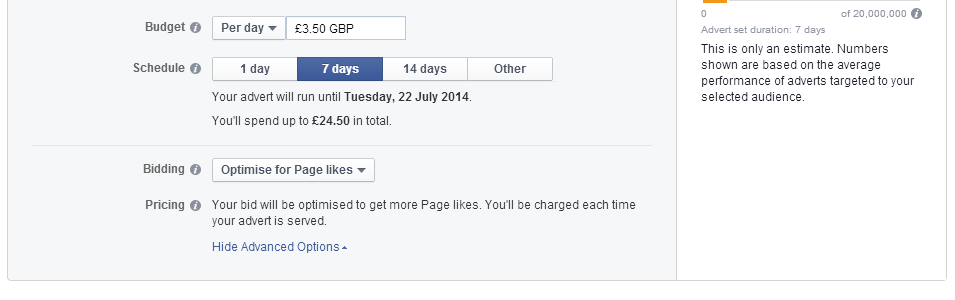 Budget Per day £3.50 GBP
Schedule 1 day 7 days 14 days Other
Your advert will run until Tuesday, 22 July 2014.
You'll spend up to £24.50 in total.
Bidding Optimise for Page likes
Pricing Your bid will be optimised to get more Page likes. You'll be charged each time
your advert is served.
Hide Advanced Options
0 of 20,000,000
Advert set duration: 7 days
This is only an estimate. Numbers
shown are based on the average
performance of adverts targeted to your
selected audience.